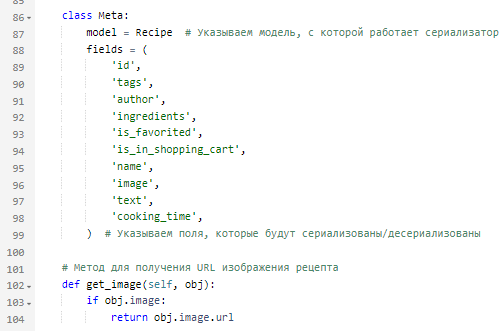 86 class Meta:
87 model = Recipe # Указываем модель, с которой работает сериализатор
88 fields = (
89 'id',
90 'tags',
91 'author',
92 'ingredients',
93 'is_favorited',
94 'is_in_shopping_cart',
95 'name',
96 'image',
97 'text',
98 'cooking_time',
99 ) # Указываем поля, которые будут сериализованы/десериализованы
100
101 # Метод для получения URL изображения рецепта
102 def get_image(self, obj):
103 if obj.image:
104 return obj.image.url